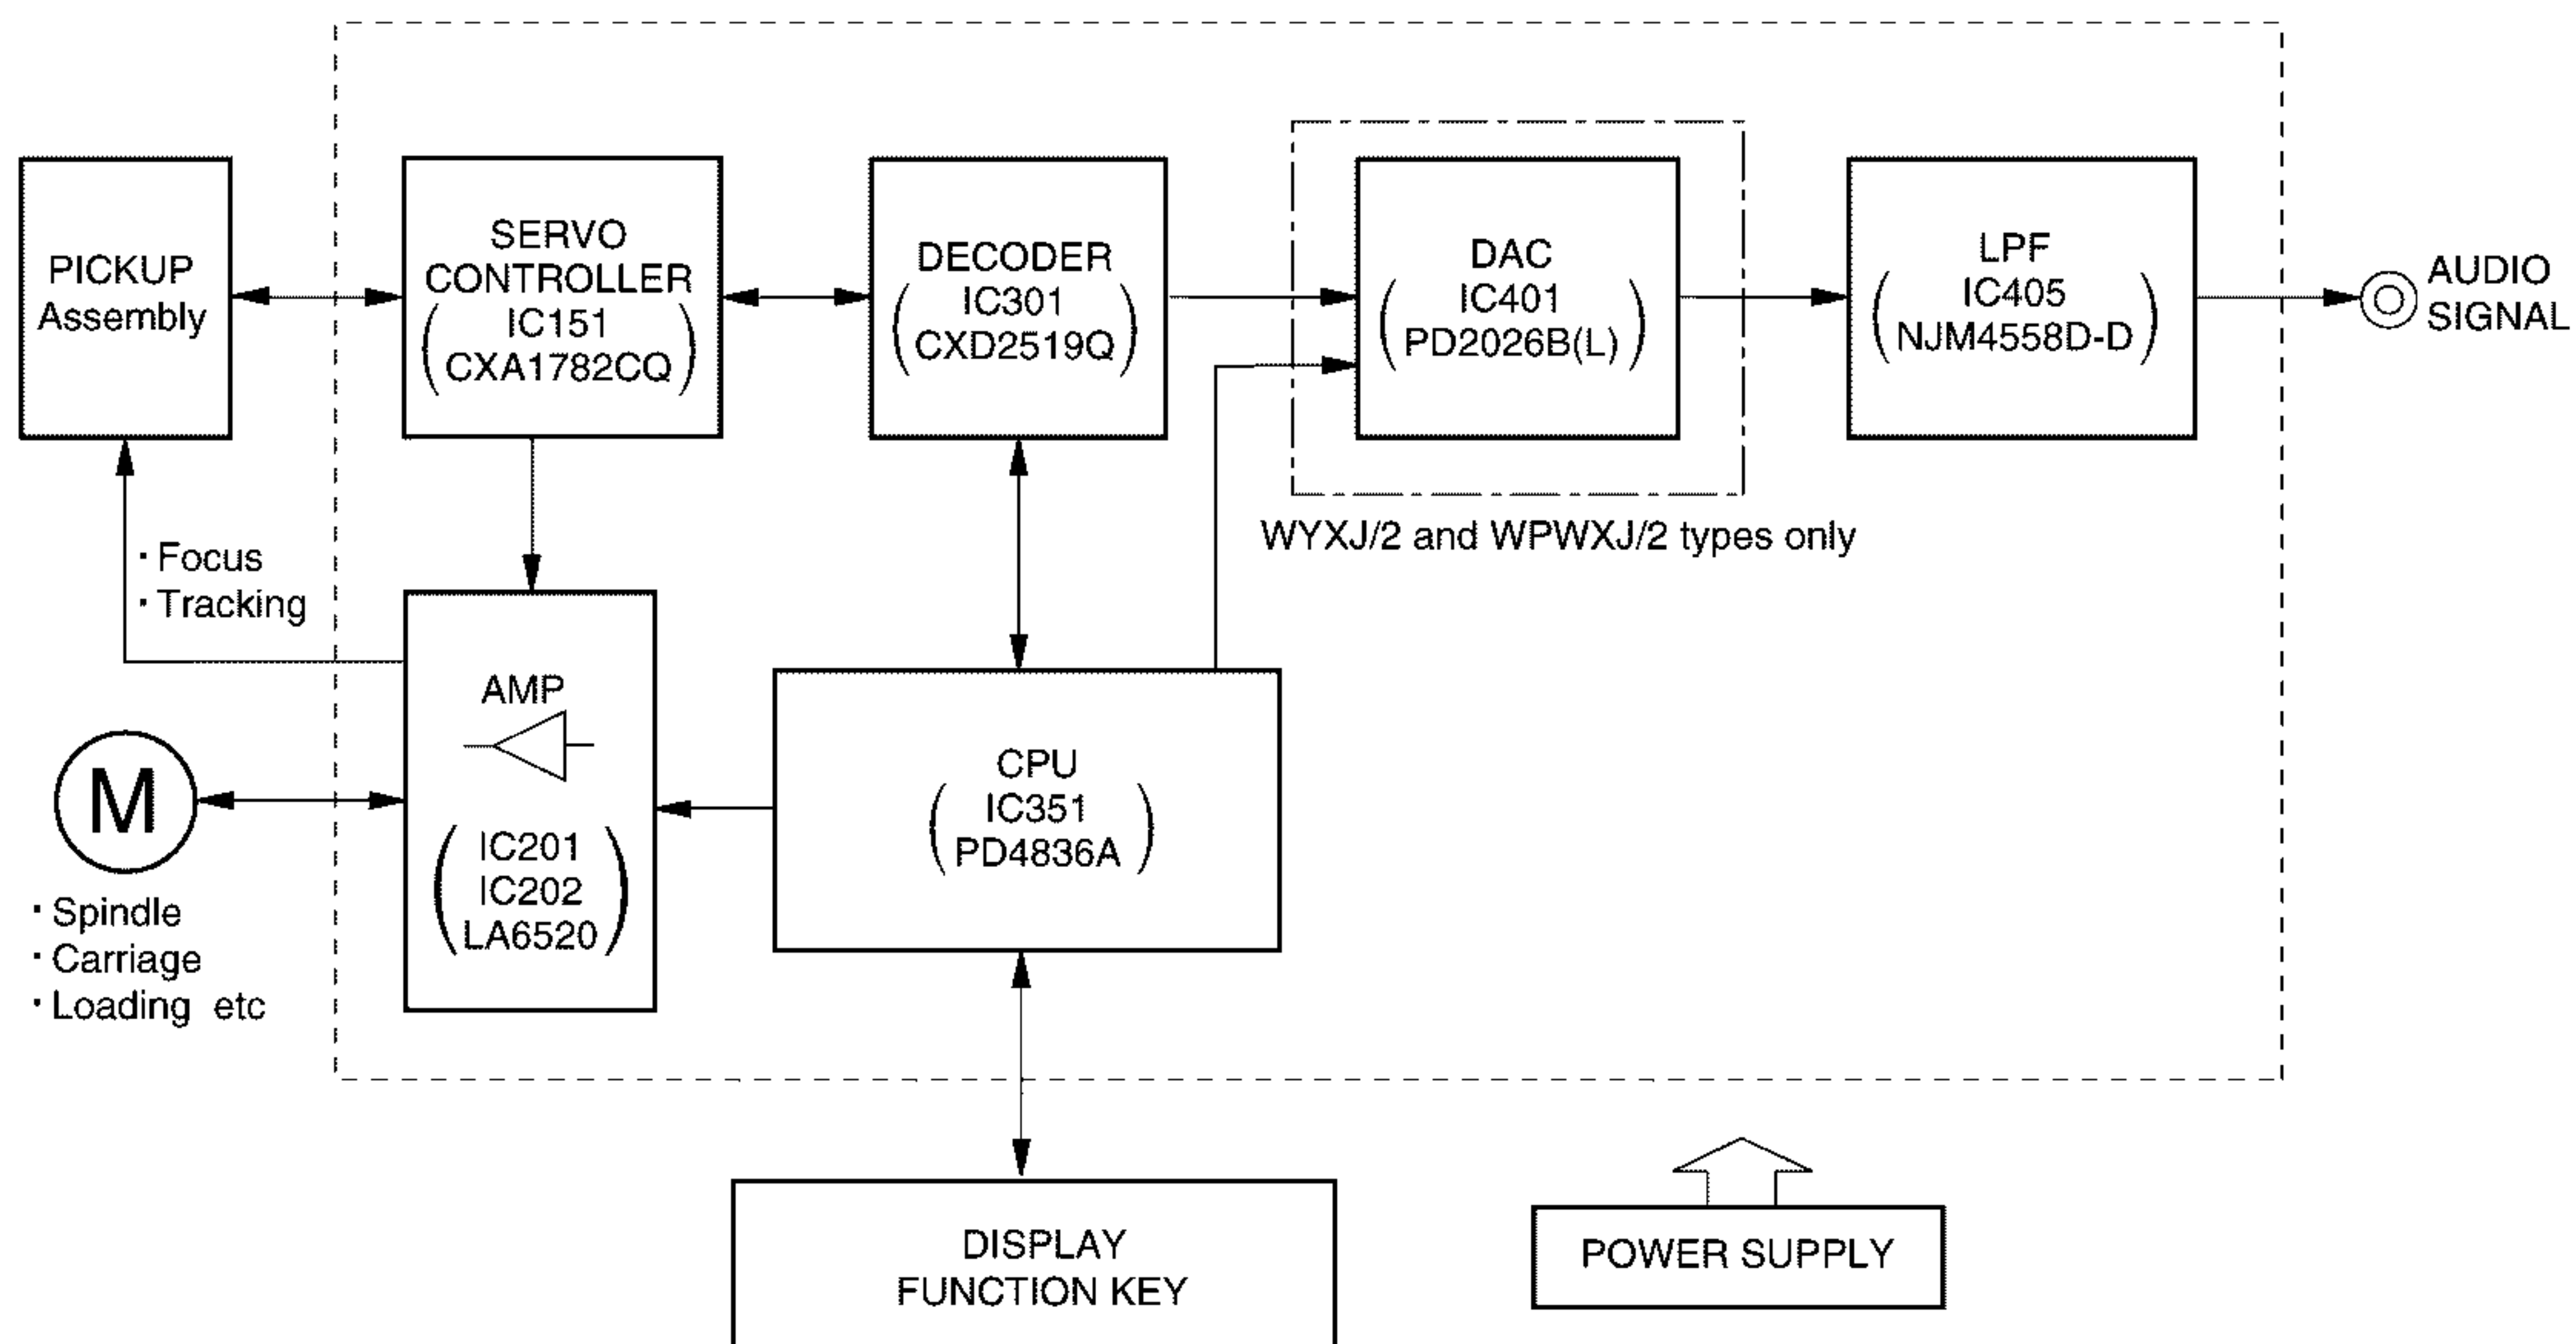 PICKUP
Assembly
SERVO
CONTROLLER
(IC151
CXA1782CQ)
DECODER
(IC301
CXD2519Q)
DAC
(IC401
PD2026B(L))
LPF
(IC405
NJM4558D-D)
AUDIO
SIGNAL
WYXJ/2 and WPWXJ/2 types only
・Focus
・Tracking
AMP
(IC201
IC202
LA6520)
M
・Spindle
・Carriage
・Loading etc
CPU
(IC351
PD4836A)
DISPLAY
FUNCTION KEY
POWER SUPPLY